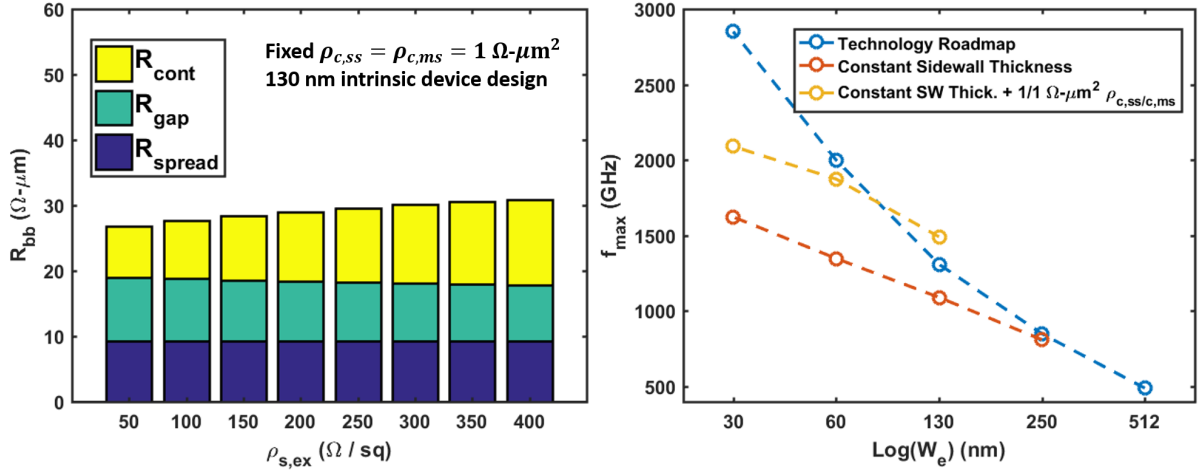 60
50
40
30
20
10
0
R_bb (Ω-μm)
R_cont
R_gap
R_spread
Fixed ρ_c,ss = ρ_c,ms = 1 Ω-μm²
130 nm intrinsic device design
50 100 150 200 250 300 350 400
ρ_s,ex (Ω / sq)
3000
2500
2000
1500
1000
500
f_max (GHz)
Technology Roadmap
Constant Sidewall Thickness
Constant SW Thick. + 1/1 Ω-μm² ρ_c,ss/c,ms
30 60 130 250 512
Log(W_e) (nm)